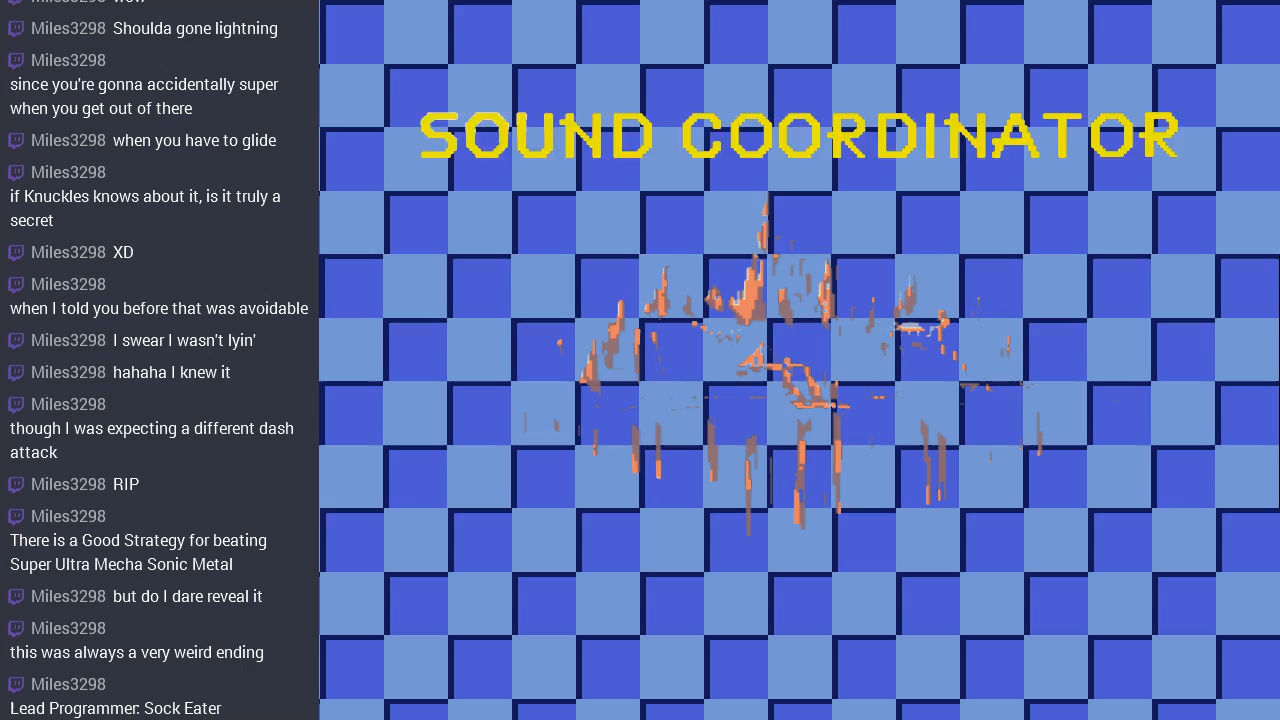 Miles3298 wow
Miles3298 Shoulda gone lightning
Miles3298
since you're gonna accidentally super
when you get out of there
Miles3298 when you have to glide
Miles3298
if Knuckles knows about it, is it truly a
secret
Miles3298 XD
Miles3298
when I told you before that was avoidable
Miles3298 I swear I wasn't lyin'
Miles3298 hahaha I knew it
Miles3298
though I was expecting a different dash
attack
Miles3298 RIP
Miles3298
There is a Good Strategy for beating
Super Ultra Mecha Sonic Metal
Miles3298 but do I dare reveal it
Miles3298
this was always a very weird ending
Miles3298
Lead Programmer: Sock Eater
SOUND COORDINATOR